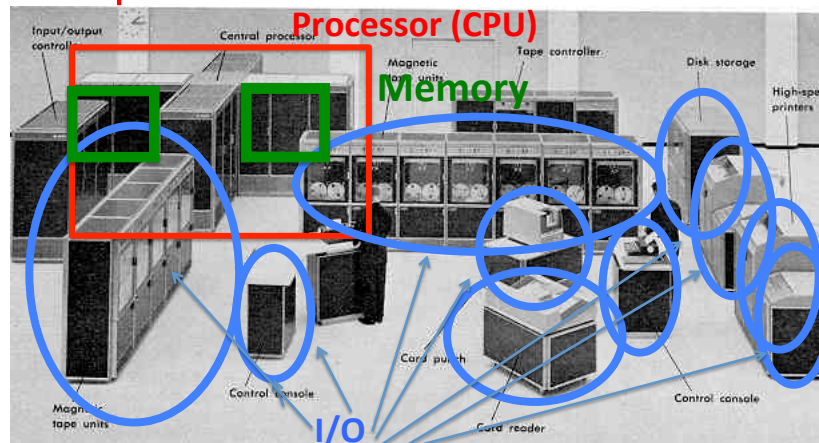 Processor (CPU)
Input/output
controller
Central processor
Magnetic
tape units
Tape controller
Memory
Disk storage
High-spe
printers
Card punch
Magnetic
tape units
Control console
I/O
Card reader
Control console